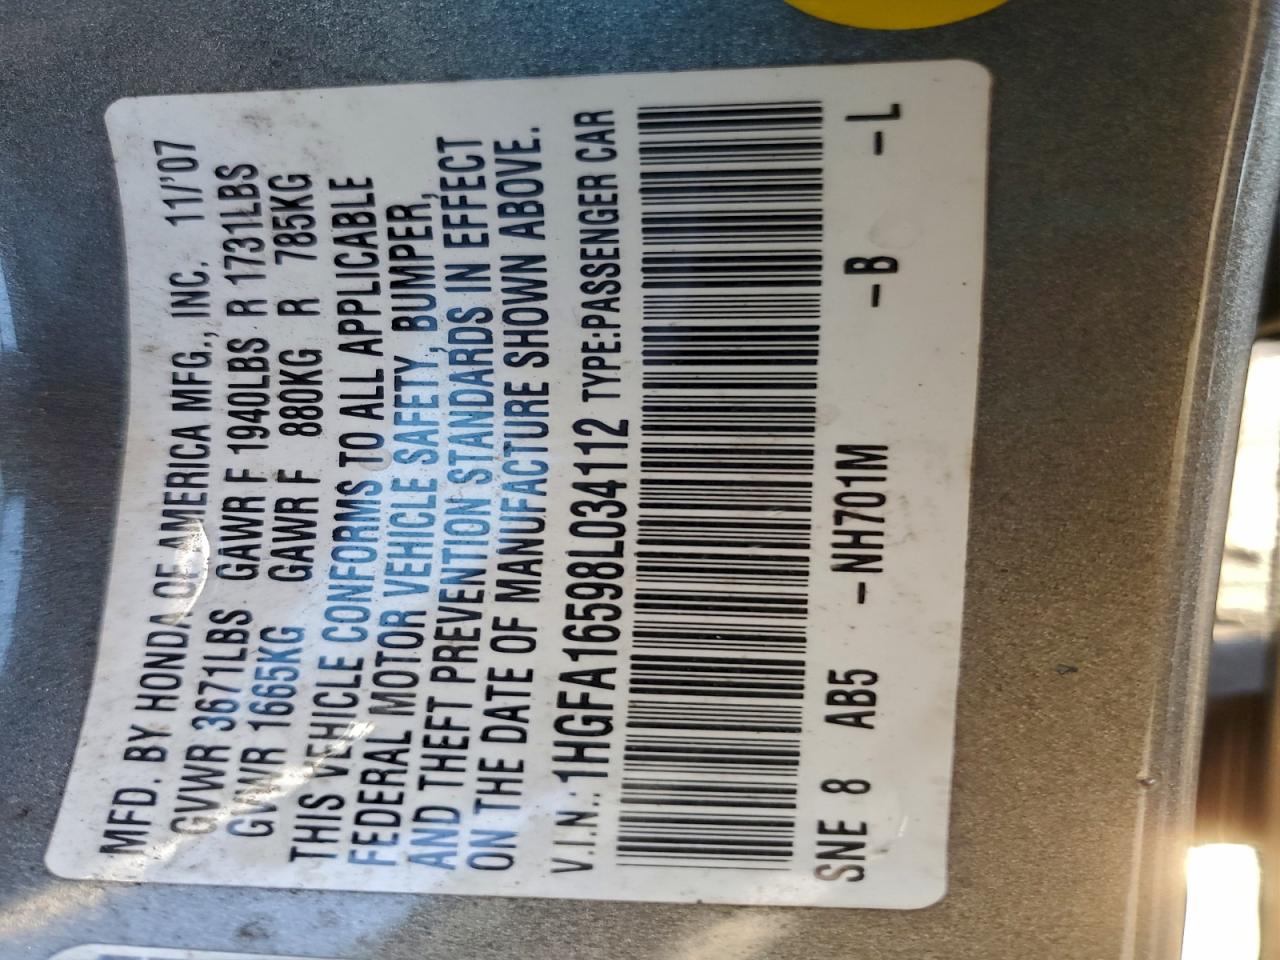 MFD. BY HONDA OF AMERICA MFG., INC. 11/'07
GVWR 3671LBS GAWR F 1940LBS R 1731LBS
GVWR 1665KG GAWR F 880KG R 785KG
THIS VEHICLE CONFORMS TO ALL APPLICABLE
FEDERAL MOTOR VEHICLE SAFETY, BUMPER,
AND THEFT PREVENTION STANDARDS IN EFFECT
ON THE DATE OF MANUFACTURE SHOWN ABOVE.
V.I.N.:1HGFA16598L034112 TYPE:PASSENGER CAR
SNE 8 AB5 -NH701M -B -L